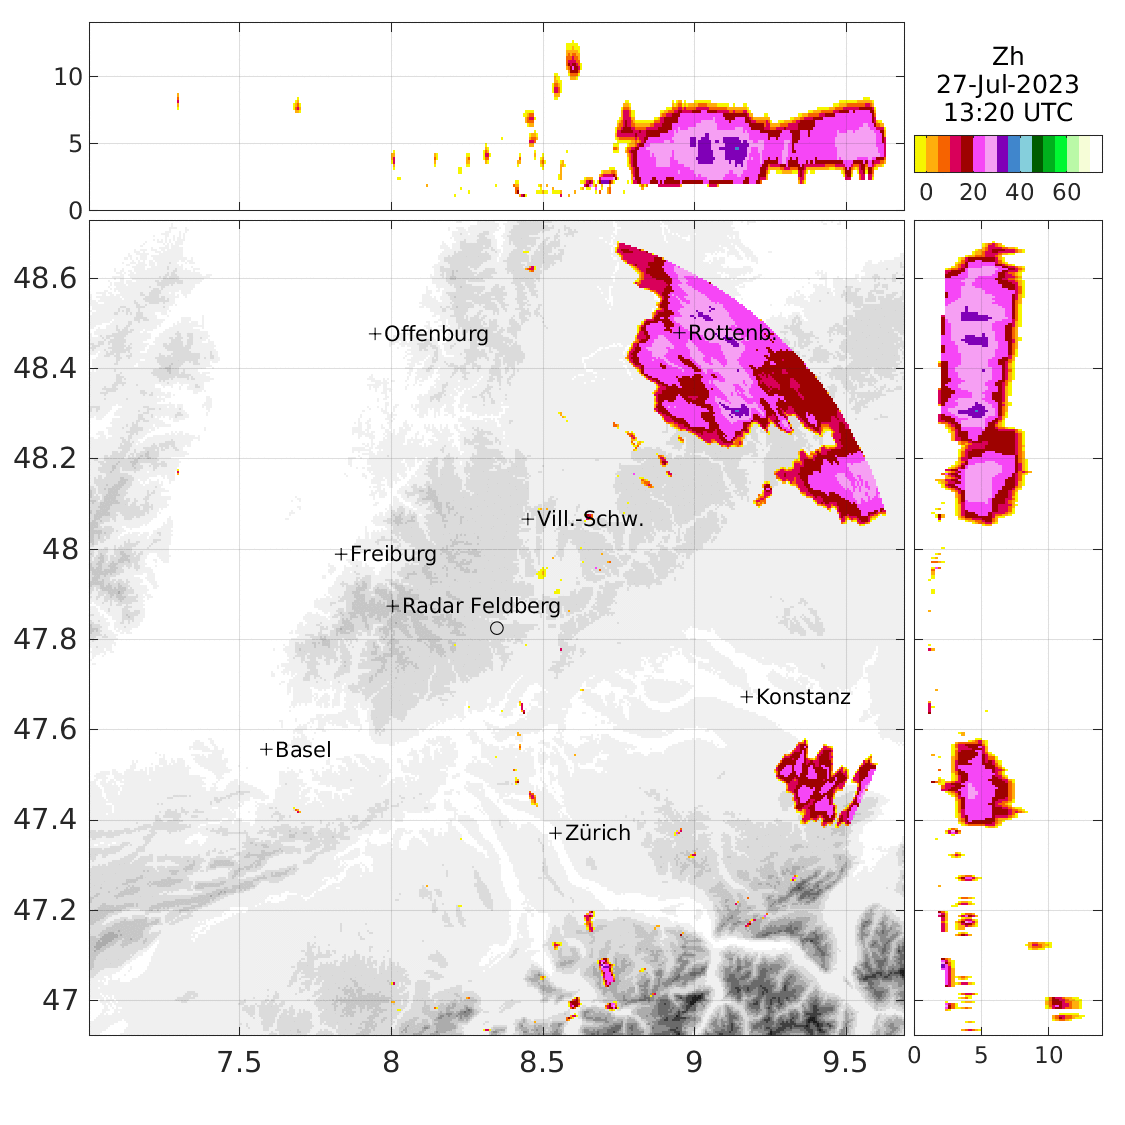 Zh
27-Jul-2023
13:20 UTC
0 20 40 60
10
5
0
48.6
48.4
48.2
48
47.8
47.6
47.4
47.2
47
Offenburg
Rottenb.
Vill.-Schw.
Freiburg
Radar Feldberg
Konstanz
Basel
Zürich
7.5 8 8.5 9 9.5
0 5 10